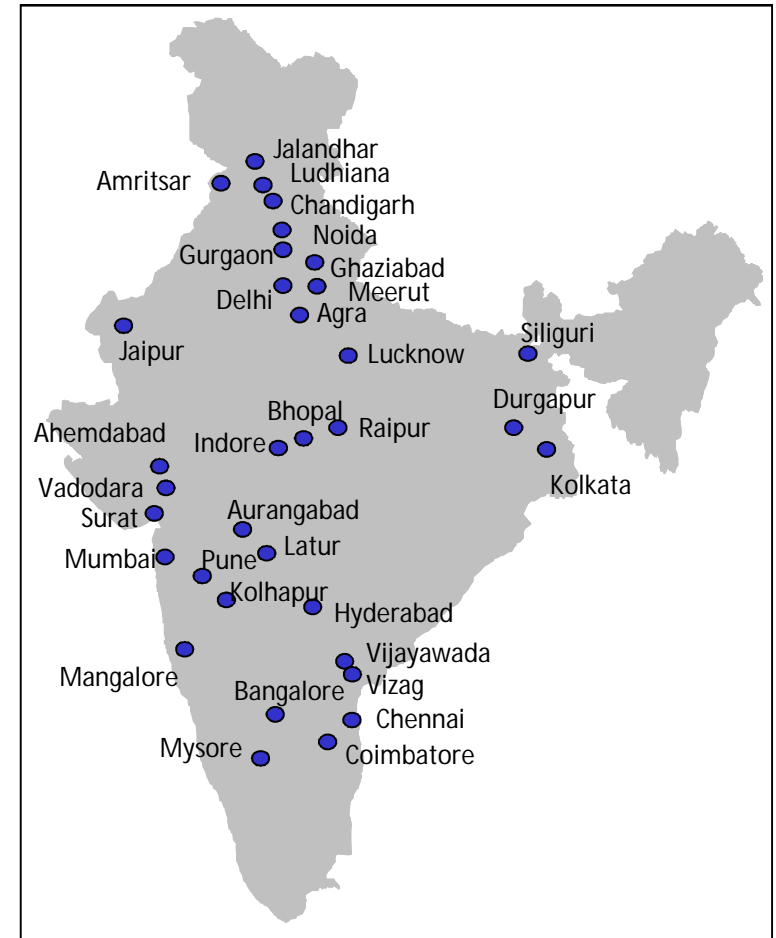 Jalandhar
Ludhiana
Amritsar
Chandigarh
Noida
Gurgaon
Ghaziabad
Delhi
Meerut
Agra
Siliguri
Jaipur
Lucknow
Durgapur
Bhopal
Raipur
Ahemdabad
Indore
Kolkata
Vadodara
Surat
Aurangabad
Latur
Mumbai
Pune
Kolhapur
Hyderabad
Vijayawada
Mangalore
Vizag
Bangalore
Chennai
Mysore
Coimbatore